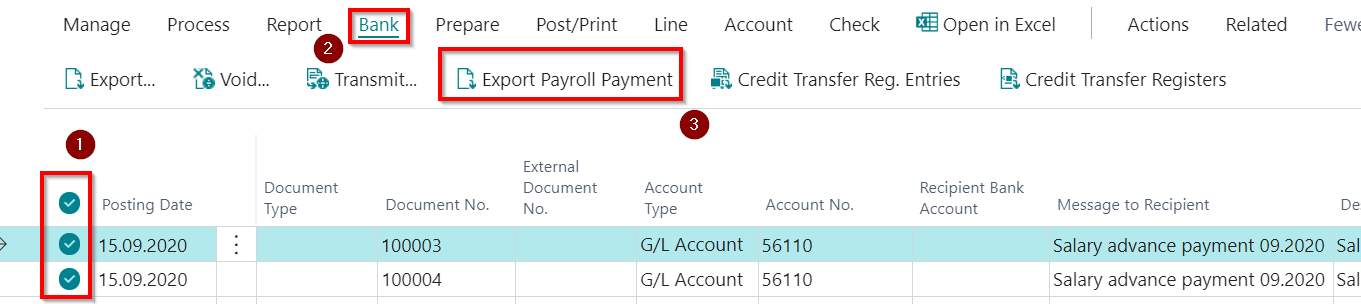 Manage Process Report Bank Prepare Post/Print Line Account Check Open in Excel Actions Related Fewe
2
Export... Void... Transmit... Export Payroll Payment Credit Transfer Reg. Entries Credit Transfer Registers
3
1
Posting Date Document Type Document No. External Document No. Account Type Account No. Recipient Bank Account Message to Recipient De
15.09.2020 100003 G/L Account 56110 Salary advance payment 09.2020 Sal
15.09.2020 100004 G/L Account 56110 Salary advance payment 09.2020 Sal